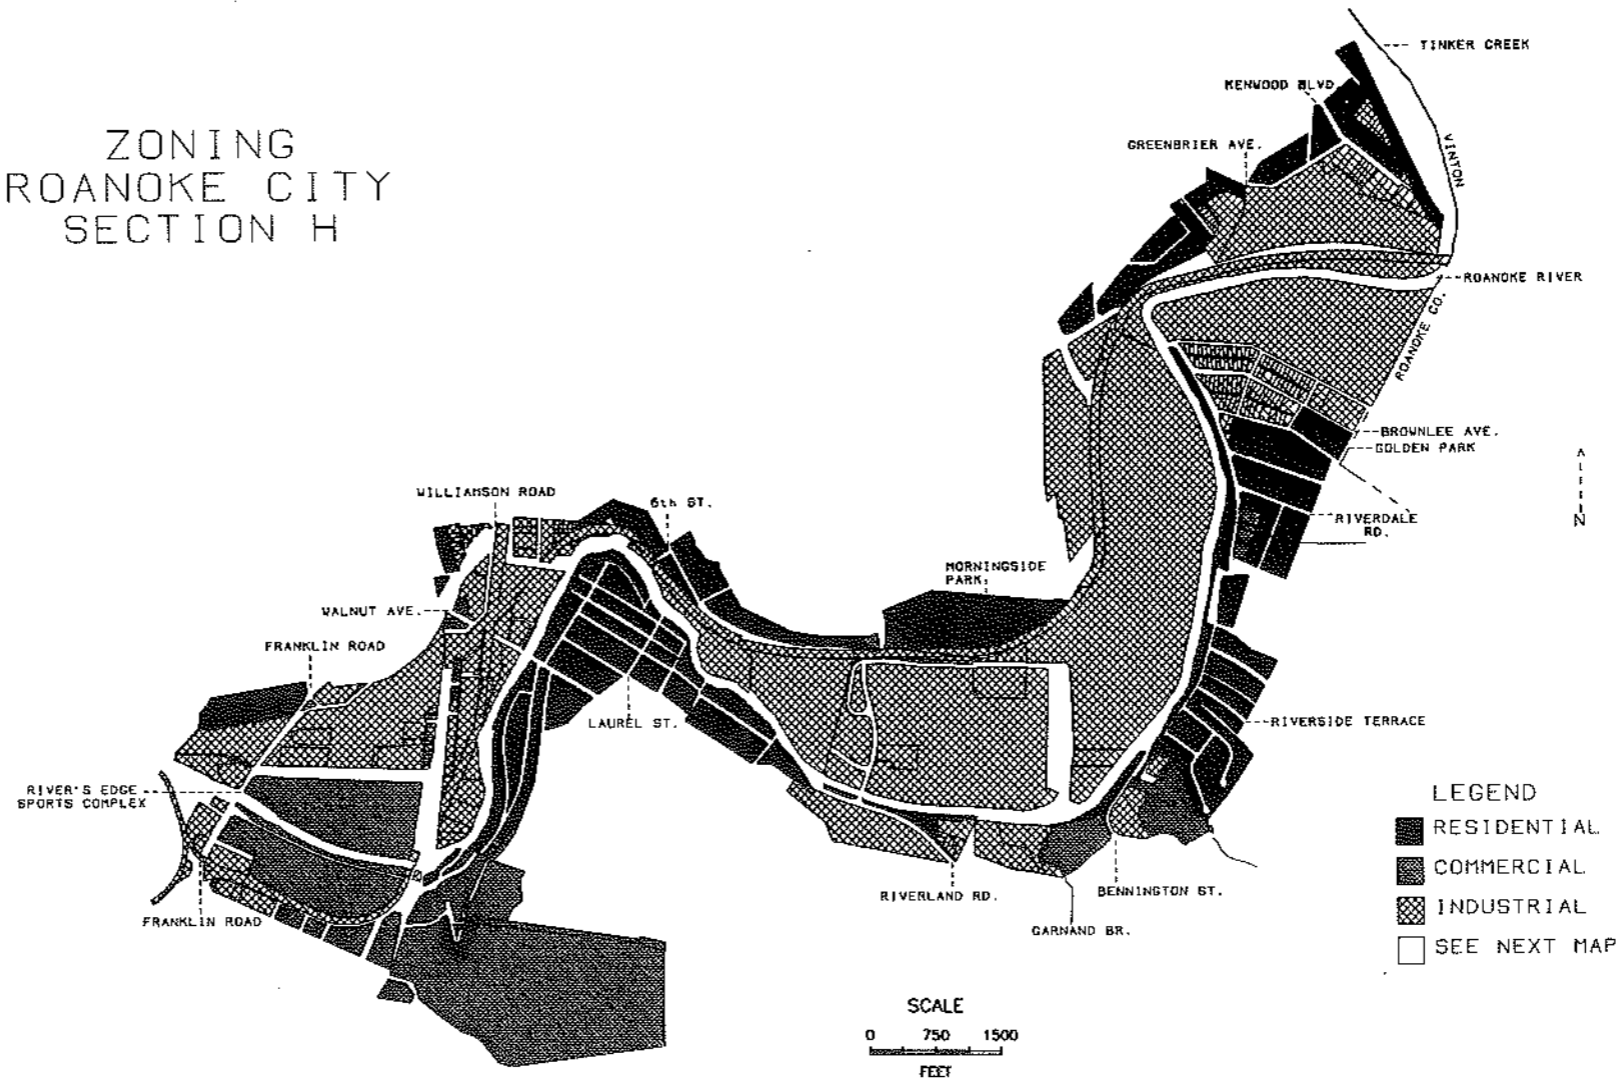 ZONING
ROANOKE CITY
SECTION H
TINKER CREEK
KENWOOD BLVD.
GREENBRIER AVE.
VINTON
ROANOKE RIVER
ROANOKE CO.
BROWNLEE AVE.
GOLDEN PARK
RIVERDALE
RD.
N
WILLIAMSON ROAD
6th ST.
MORNINGSIDE
PARK
WALNUT AVE.
FRANKLIN ROAD
LAUREL ST.
RIVERSIDE TERRACE
RIVER'S EDGE
SPORTS COMPLEX
FRANKLIN ROAD
RIVERLAND RD.
BENNINGTON ST.
GARNAND BR.
LEGEND
RESIDENTIAL
COMMERCIAL
INDUSTRIAL
SEE NEXT MAP
SCALE
0 750 1500
FEET